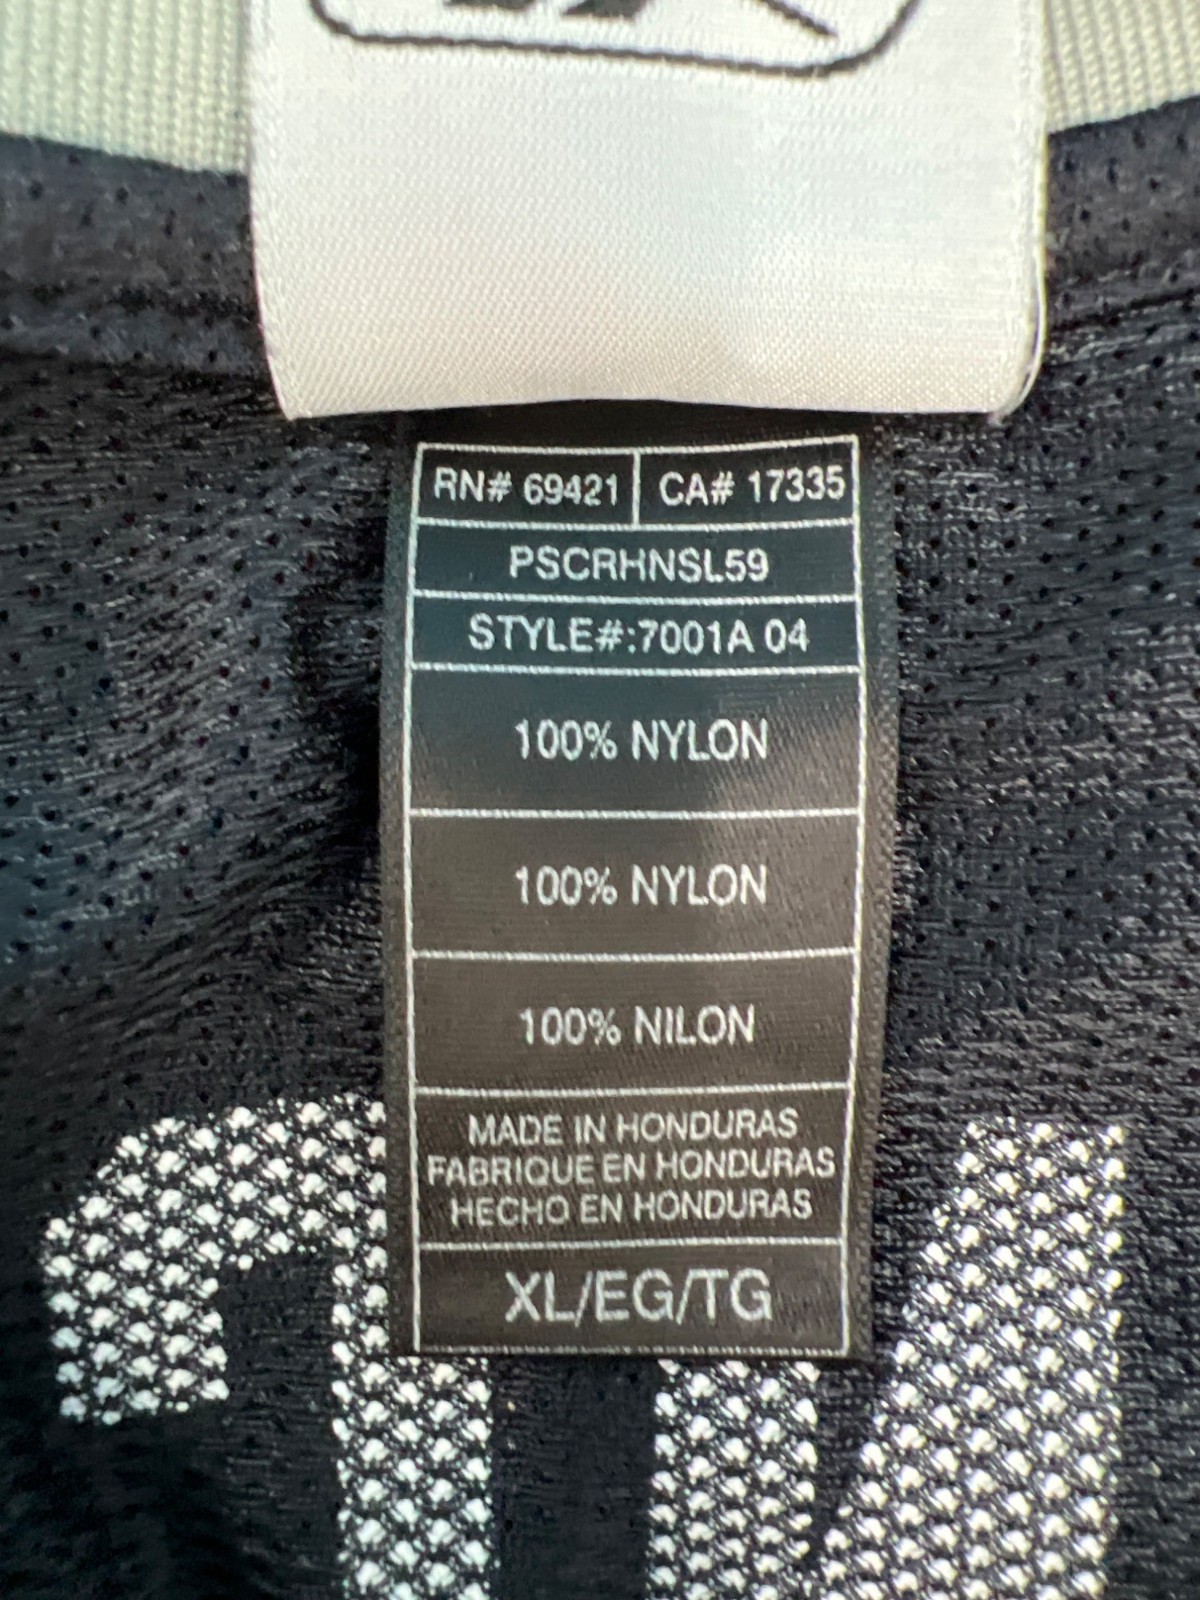 RN# 69421 CA# 17335
PSCRHNSL59
STYLE#:7001A 04
100% NYLON
100% NYLON
100% NILON
MADE IN HONDURAS
FABRIQUE EN HONDURAS
HECHO EN HONDURAS
XL/EG/TG